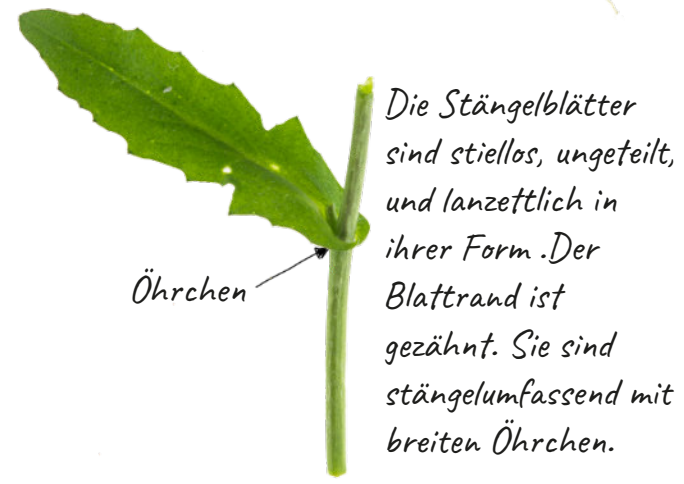 Die Stängelblätter
sind stiellos, ungeteilt,
und lanzettlich in
ihrer Form .Der
Öhrchen
Blattrand ist
gezähnt. Sie sind
stängelumfassend mit
breiten Öhrchen.